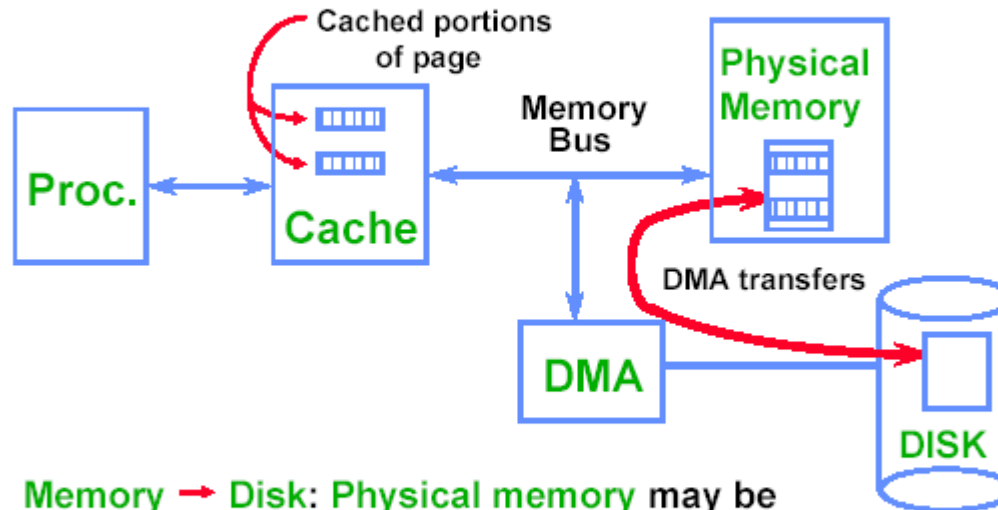 Cached portions
of page
Physical
Memory
Memory
Bus
Proc.
Cache
DMA transfers
DMA
DISK
Memory → Disk: Physical memory may be